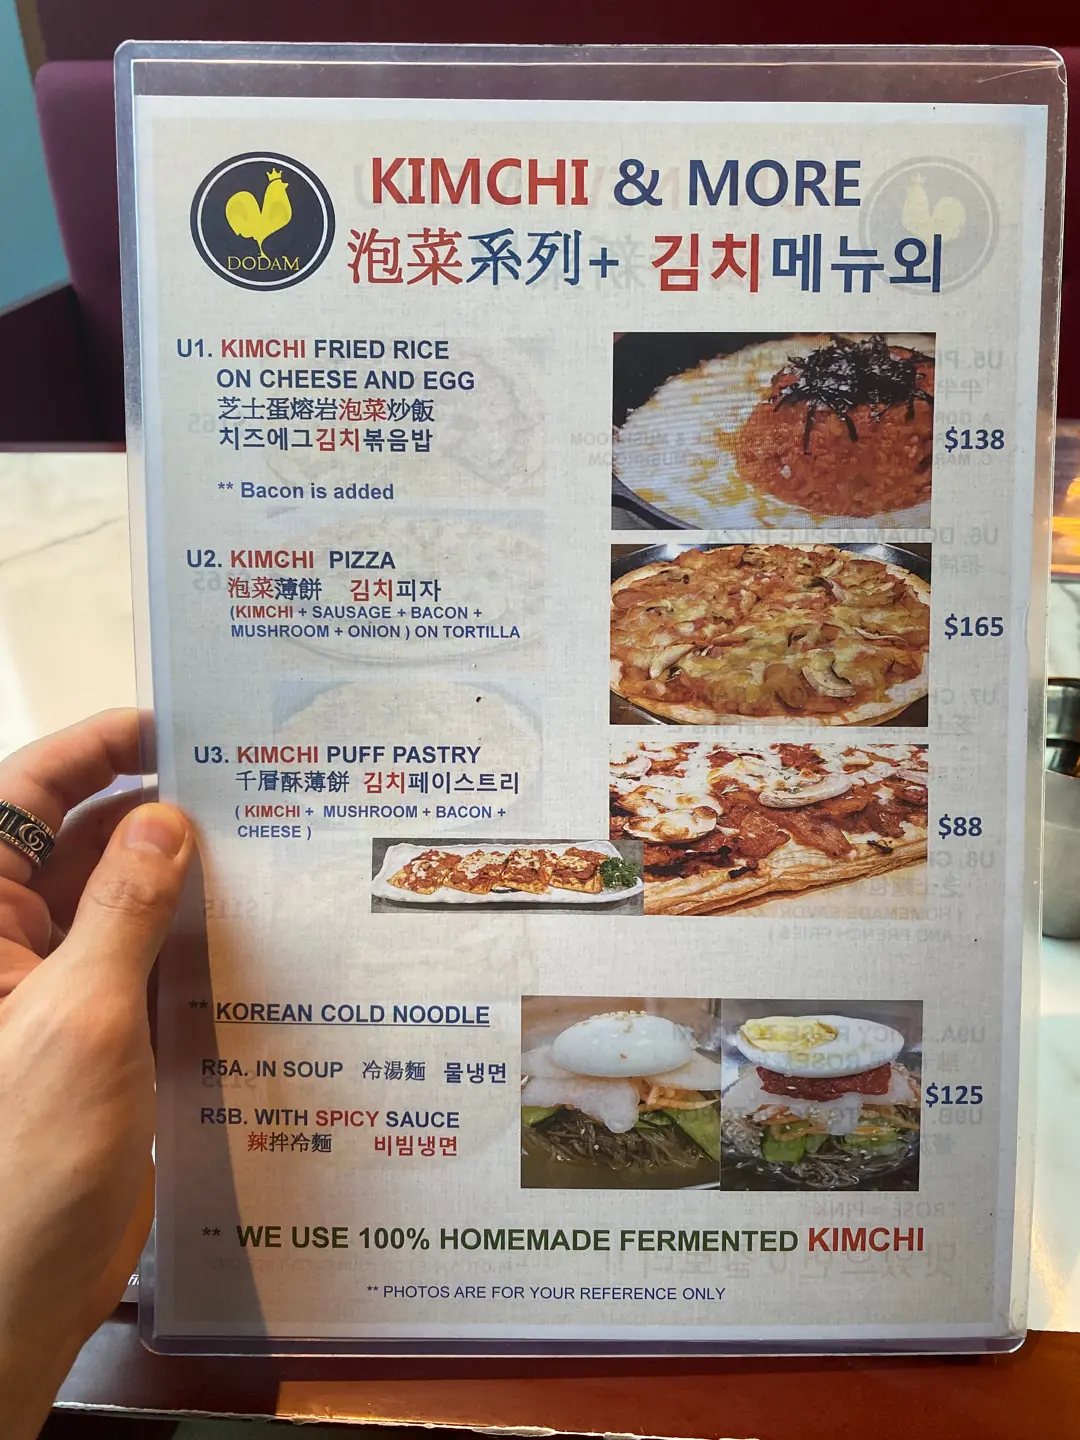 DODAM
KIMCHI & MORE
泡菜系列+ 김치메뉴외
U1. KIMCHI FRIED RICE
ON CHEESE AND EGG
芝士蛋熔岩泡菜炒飯
치즈에그김치볶음밥
$138
** Bacon is added
U2. KIMCHI PIZZA
泡菜薄餅 김치피자
(KIMCHI + SAUSAGE + BACON +
MUSHROOM + ONION ) ON TORTILLA
$165
U3. KIMCHI PUFF PASTRY
千層酥薄餅 김치페이스트리
( KIMCHI + MUSHROOM + BACON +
CHEESE )
$88
** KOREAN COLD NOODLE
R5A. IN SOUP 冷湯麵 물냉면
R5B. WITH SPICY SAUCE
辣拌冷麵 비빔냉면
$125
** WE USE 100% HOMEMADE FERMENTED KIMCHI
** PHOTOS ARE FOR YOUR REFERENCE ONLY